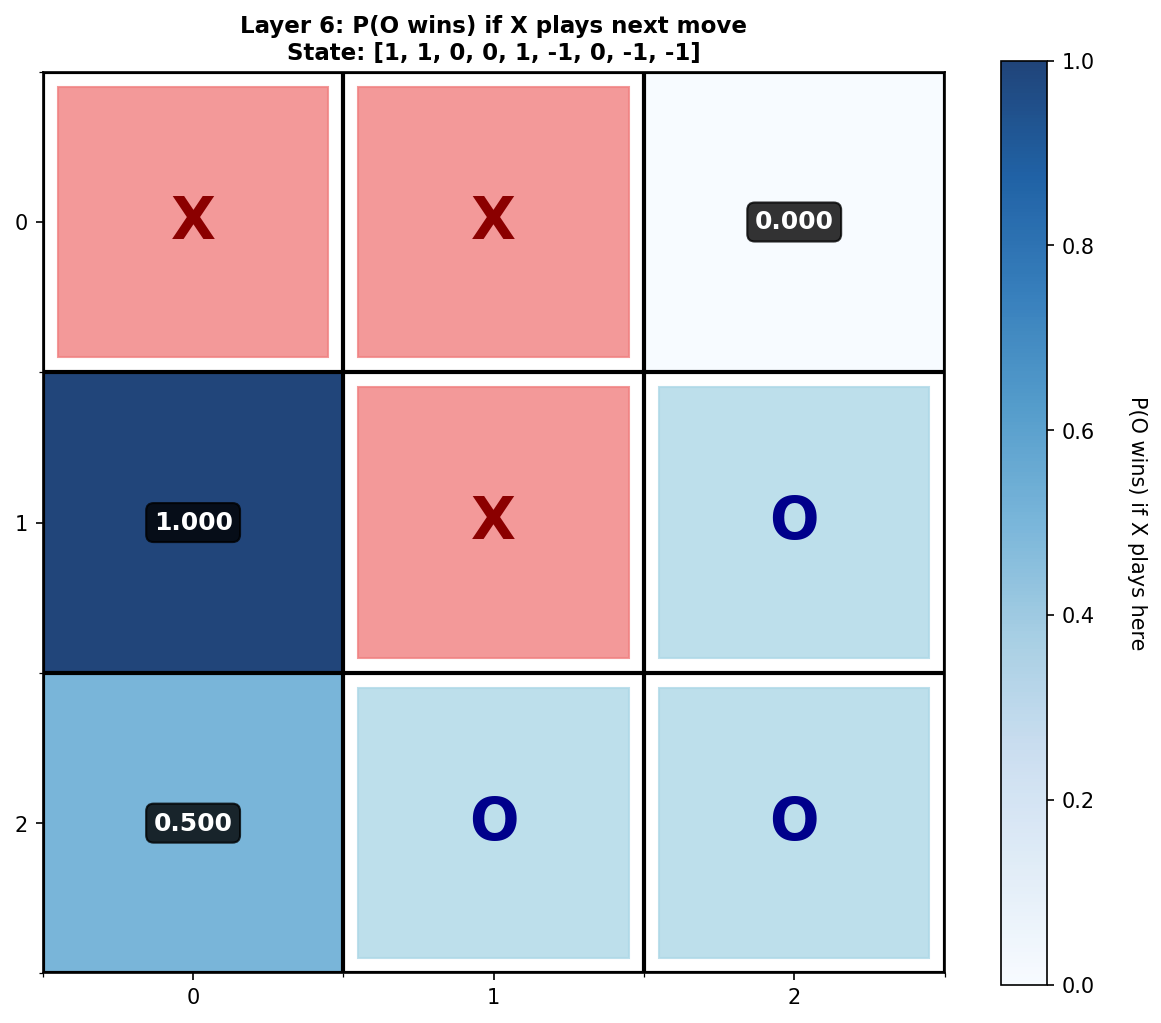 Layer 6: P(O wins) if X plays next move
State: [1, 1, 0, 0, 1, -1, 0, -1, -1]
0
X
X
0.000
1
1.000
X
O
2
0.500
O
O
0
1
2
1.0
0.8
0.6
0.4
0.2
0.0
P(O wins) if X plays here